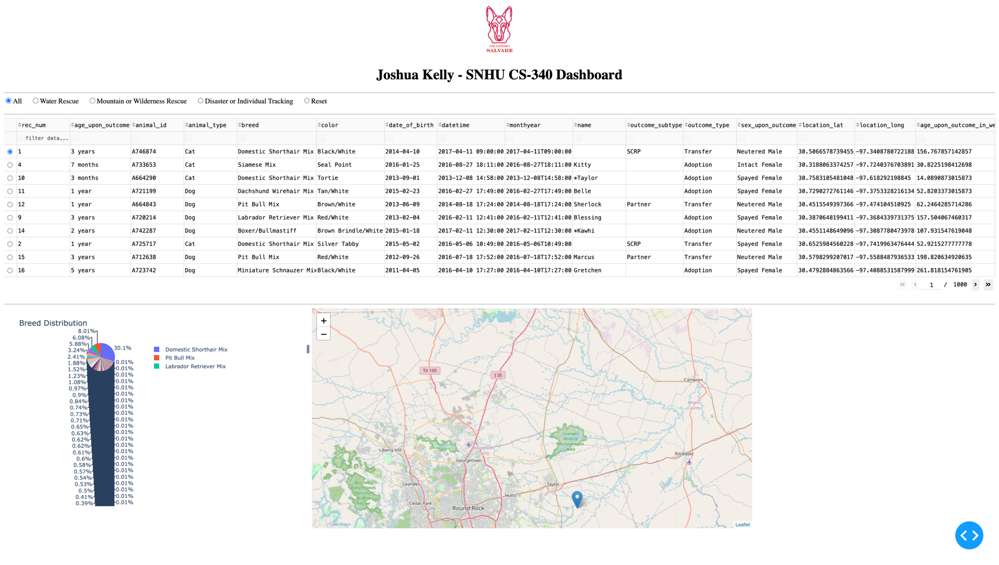 GRAZIOSO
SALVARE
Joshua Kelly - SNHU CS-340 Dashboard
All Water Rescue Mountain or Wilderness Rescue Disaster or Individual Tracking Reset
rec_num age_upon_outcome animal_id animal_type breed color date_of_birth datetime monthyear name outcome_subtype outcome_type sex_upon_outcome location_lat location_long age_upon_outcome_in_we
filter data...
1 3 years A746874 Cat Domestic Shorthair Mix Black/White 2014-04-10 2017-04-11 09:00:00 2017-04-11T09:00:00 SCRP Transfer Neutered Male 30.5066578739455 -97.3408780722188 156.767857142857
4 7 months A733653 Cat Siamese Mix Seal Point 2016-01-25 2016-08-27 18:11:00 2016-08-27T18:11:00 Kitty Adoption Intact Female 30.3188063374257 -97.7240376703891 30.8225198412698
10 3 months A664290 Cat Domestic Shorthair Mix Tortie 2013-09-01 2013-12-08 14:58:00 2013-12-08T14:58:00 *Taylor Adoption Spayed Female 30.7583105481048 -97.618292198845 14.0890873015873
11 1 year A721199 Dog Dachshund Wirehair Mix Tan/White 2015-02-23 2016-02-27 17:49:00 2016-02-27T17:49:00 Belle Adoption Spayed Female 30.7290272761146 -97.3753328216134 52.8203373015873
12 1 year A664843 Dog Pit Bull Mix Brown/White 2013-06-09 2014-08-18 17:24:00 2014-08-18T17:24:00 Sherlock Partner Transfer Neutered Male 30.4515549397366 -97.474104510925 62.2464285714286
9 3 years A720214 Dog Labrador Retriever Mix Red/White 2013-02-04 2016-02-11 12:41:00 2016-02-11T12:41:00 Blessing Adoption Spayed Female 30.3870648199411 -97.3684339731375 157.504067460317
14 2 years A742287 Dog Boxer/Bullmastiff Brown Brindle/White 2015-01-18 2017-02-11 12:30:00 2017-02-11T12:30:00 *Kawhi Adoption Neutered Male 30.4551148649096 -97.3087780473978 107.931547619048
2 1 year A725717 Cat Domestic Shorthair Mix Silver Tabby 2015-05-02 2016-05-06 10:49:00 2016-05-06T10:49:00 SCRP Transfer Spayed Female 30.6525984560228 -97.7419963476444 52.9215277777778
15 3 years A712638 Dog Pit Bull Mix Red/White 2012-09-26 2016-07-18 17:52:00 2016-07-18T17:52:00 Marcus Partner Transfer Neutered Male 30.5798299207017 -97.5588487936533 198.820634920635
16 5 years A723742 Dog Miniature Schnauzer Mix Black/White 2011-04-05 2016-04-10 17:27:00 2016-04-10T17:27:00 Gretchen Adoption Spayed Female 30.4792884863566 -97.4088531587999 261.818154761905
« ‹ 1 / 1000 › »
Breed Distribution
8.01%
6.08%
5.88% 30.1%
3.24%
2.41%
1.88% 0.01%
1.52% 0.01%
1.23% 0.01%
1.08% 0.01%
0.97% 0.01%
0.9% 0.01%
0.84% 0.01%
0.74% 0.01%
0.73% 0.01%
0.71% 0.01%
0.65% 0.01%
0.63% 0.01%
0.62% 0.01%
0.62% 0.01%
0.61% 0.01%
0.6% 0.01%
0.58% 0.01%
0.57% 0.01%
0.54% 0.01%
0.53% 0.01%
0.5% 0.01%
0.41% 0.01%
0.39% 0.01%
Domestic Shorthair Mix
Pit Bull Mix
Labrador Retriever Mix
+
−
TX 195
I 35
Cameron
Milam
County
Granger
Wildlife
Management
Area
Liberty Hill
Williamson
County
Georgetown
Rockdale
Leander
Taylor
Balcones
Canyonlands
National
Wildlife
Refuge
Hutto
Cedar Park
Round Rock
Lake Travis
Leaflet